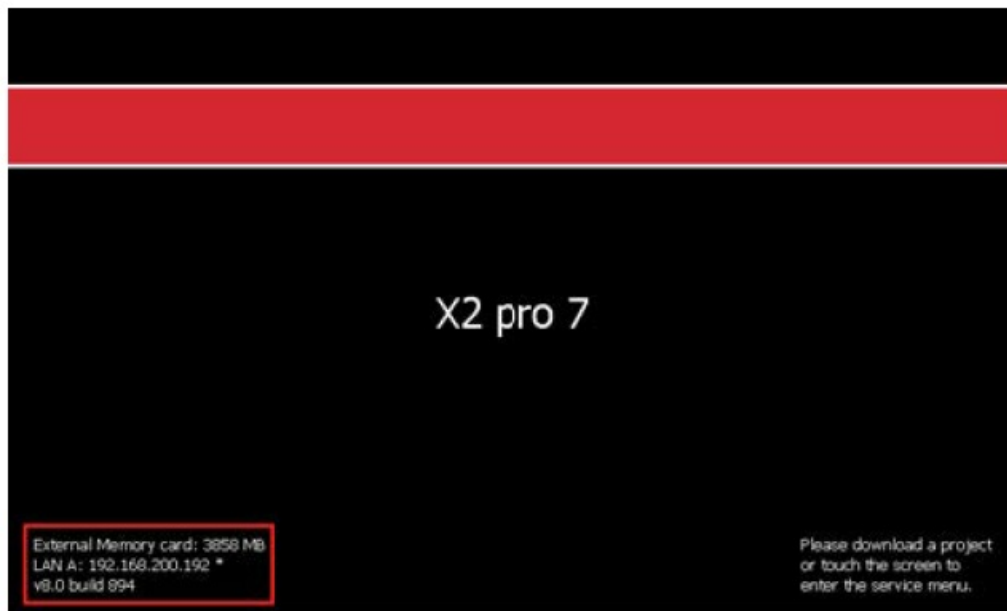 X2 pro 7
External Memory card: 3858 MB
LAN A: 192.168.200.192 *
v8.0 build 894
Please download a project
or touch the screen to
enter the service menu.